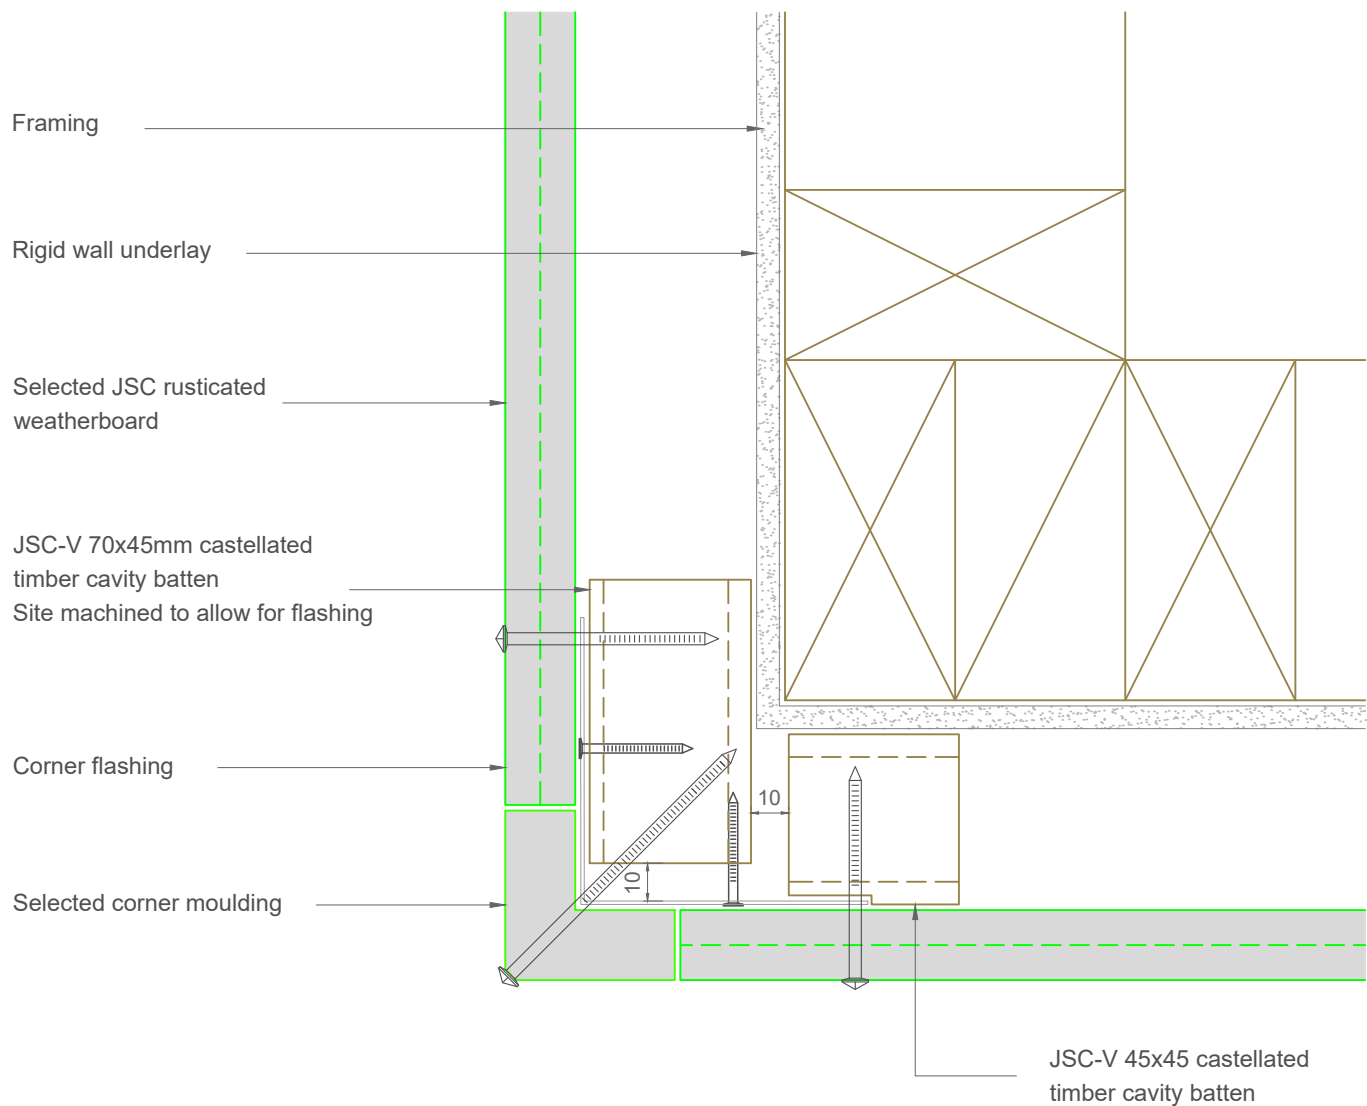 Framing
Rigid wall underlay
Selected JSC rusticated
weatherboard
JSC-V 70x45mm castellated
timber cavity batten
Site machined to allow for flashing
Corner flashing
10
10
Selected corner moulding
JSC-V 45x45 castellated
timber cavity batten